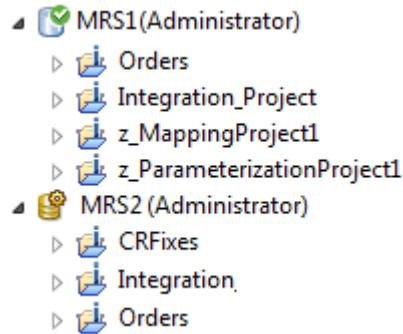 MRS1(Administrator)
Orders
Integration_Project
z_MappingProject1
z_ParameterizationProject1
MRS2 (Administrator)
CRFixes
Integration
Orders